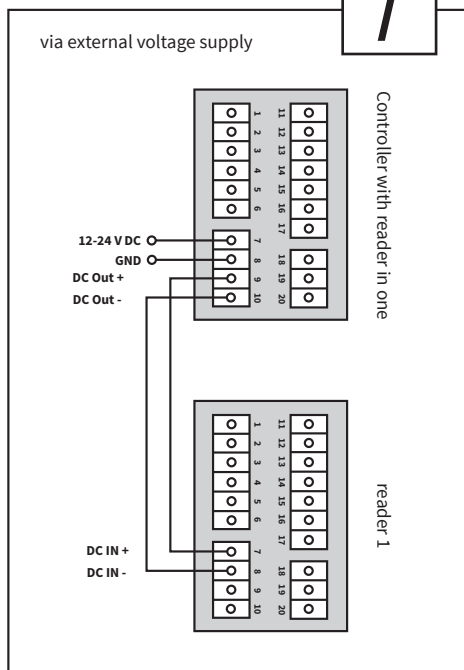 via external voltage supply
Controller with reader in one
1 11
2 12
3 13
4 14
5 15
6 16
17
12-24 V DC 7
GND 8 18
DC Out + 9 19
DC Out - 10 20
reader 1
1 11
2 12
3 13
4 14
5 15
6 16
17
DC IN + 7
DC IN - 8 18
9 19
10 20